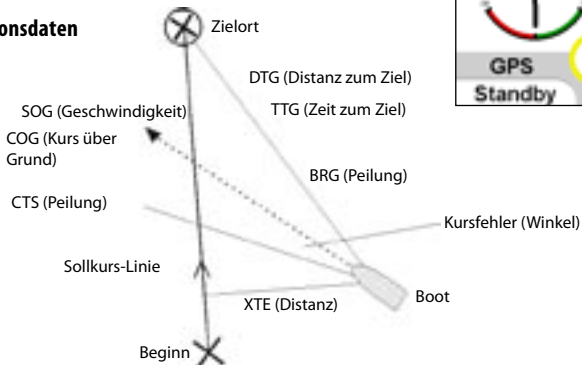 onsdaten
Zielort
DTG (Distanz zum Ziel)
GPS
SOG (Geschwindigkeit)
TTG (Zeit zum Ziel)
Standby
COG (Kurs über
Grund)
BRG (Peilung)
CTS (Peilung)
Kursfehler (Winkel)
Sollkurs-Linie
XTE (Distanz)
Boot
Beginn